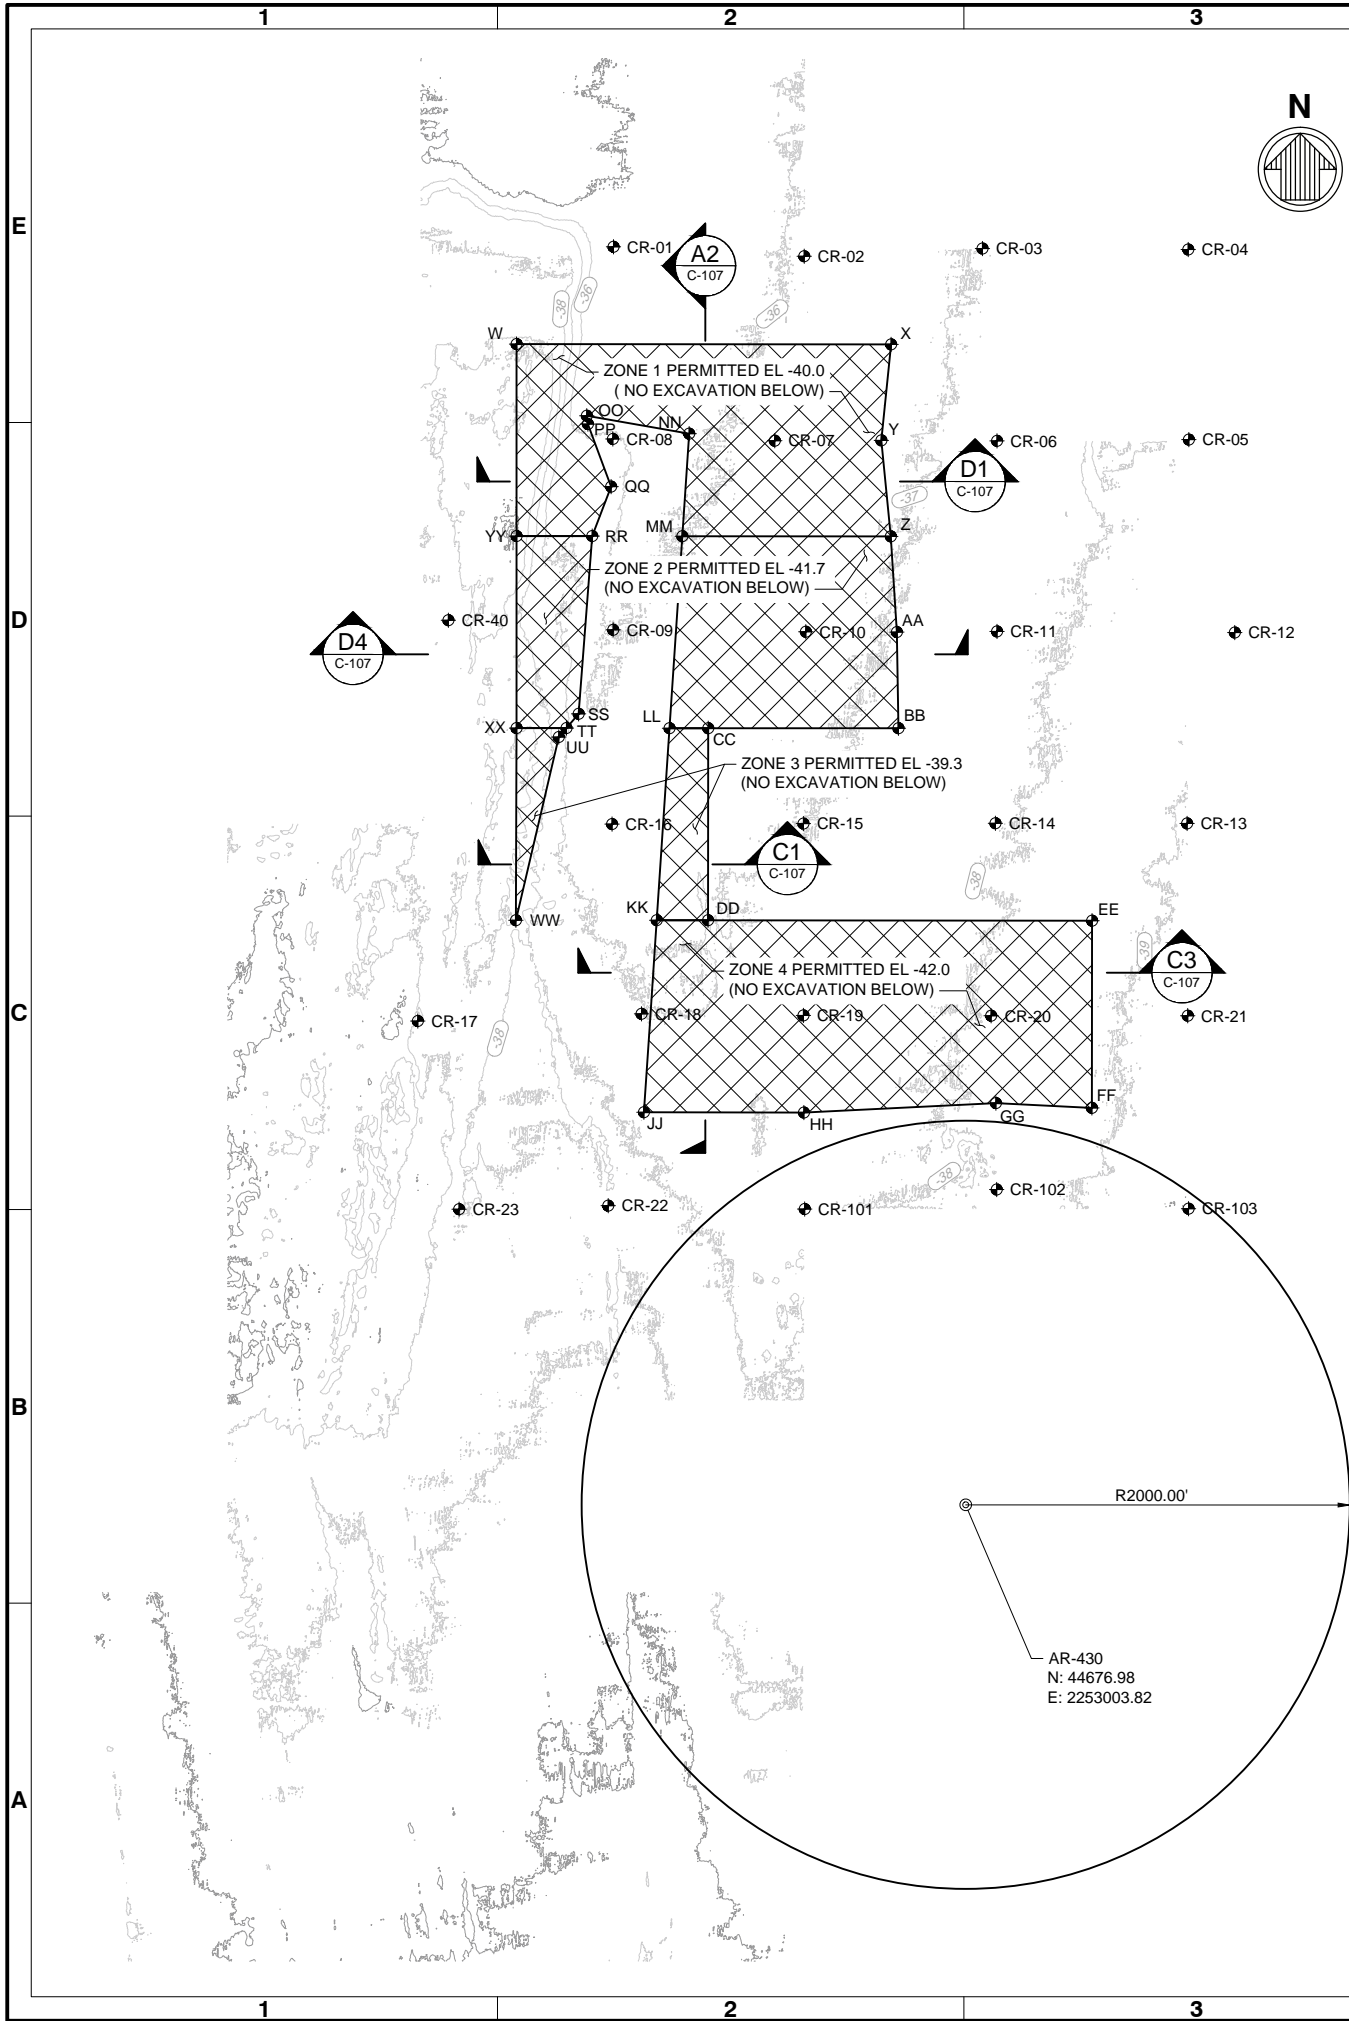 1 2 3
N
E
CR-01
A2
C-107
CR-02
CR-03
CR-04
-38
-36
-36
W
X
ZONE 1 PERMITTED EL -40.0
( NO EXCAVATION BELOW)
OO
PP
NN
CR-08
CR-07
Y
CR-06
CR-05
QQ
D1
C-107
-37
YY
RR
MM
Z
ZONE 2 PERMITTED EL -41.7
(NO EXCAVATION BELOW)
D
CR-40
CR-09
CR-10
AA
CR-11
CR-12
D4
C-107
SS
LL
BB
XX
TT
CC
UU
ZONE 3 PERMITTED EL -39.3
(NO EXCAVATION BELOW)
CR-16
CR-15
CR-14
CR-13
C1
C-107
-38
KK
DD
EE
WW
-39
ZONE 4 PERMITTED EL -42.0
(NO EXCAVATION BELOW)
C3
C-107
C
CR-17
CR-18
CR-19
CR-20
CR-21
-38
JJ
HH
GG
FF
-38
CR-102
CR-23
CR-22
CR-101
CR-103
B
R2000.00'
AR-430
N: 44676.98
E: 2253003.82
A
1 2 3